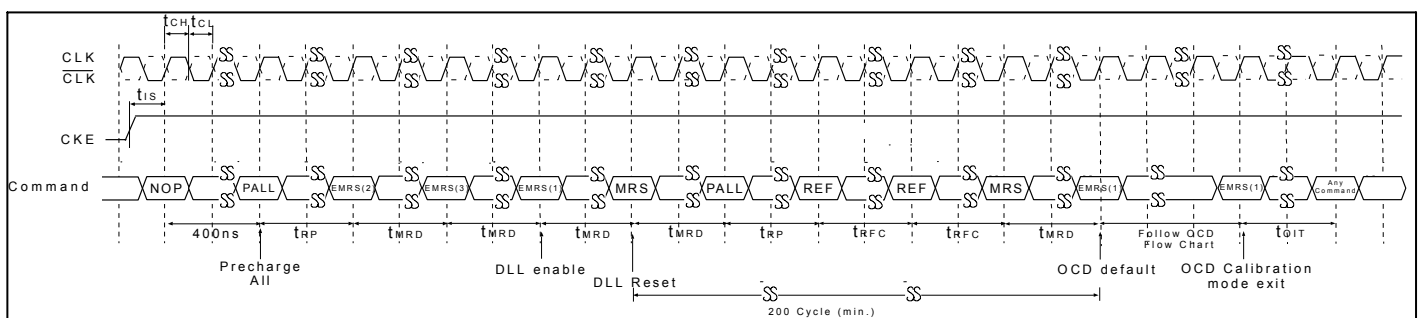 tCH tCL
CLK
CLK
tIS
CKE
Command NOP PALL EMRS(2) EMRS(3) EMRS(1) MRS PALL REF REF MRS EMRS(1) EMRS(1) Any Command
400ns tRP tMRD tMRD tMRD tMRD tRP tRFC tRFC tMRD Follow OCD Flow Chart tOIT
Precharge All
DLL enable
DLL Reset
OCD default
OCD Calibration mode exit
200 Cycle (min.)